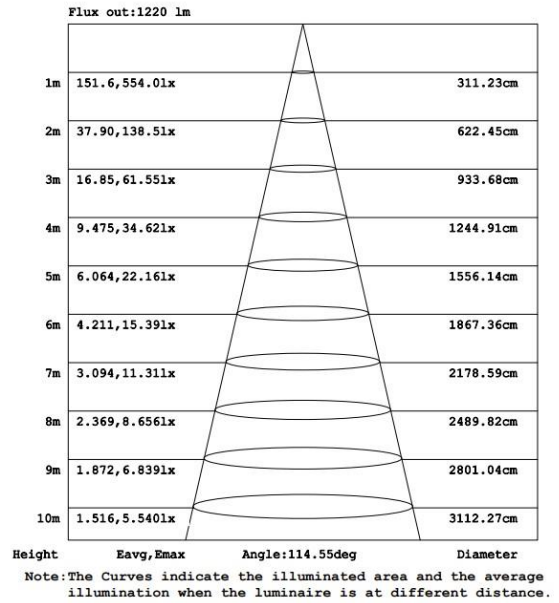 Flux out:1220 lm
1m 151.6,554.0lx 311.23cm
2m 37.90,138.5lx 622.45cm
3m 16.85,61.55lx 933.68cm
4m 9.475,34.62lx 1244.91cm
5m 6.064,22.16lx 1556.14cm
6m 4.211,15.39lx 1867.36cm
7m 3.094,11.31lx 2178.59cm
8m 2.369,8.656lx 2489.82cm
9m 1.872,6.839lx 2801.04cm
10m 1.516,5.540lx 3112.27cm
Height Eavg,Emax Angle:114.55deg Diameter
Note:The Curves indicate the illuminated area and the average
illumination when the luminaire is at different distance.